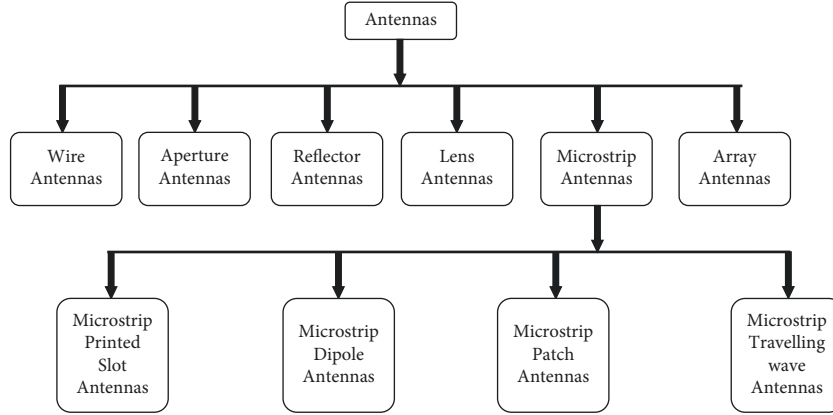 Antennas
Wire
Antennas
Aperture
Antennas
Reflector
Antennas
Lens
Antennas
Microstrip
Antennas
Array
Antennas
Microstrip
Printed
Slot
Antennas
Microstrip
Dipole
Antennas
Microstrip
Patch
Antennas
Microstrip
Travelling
wave
Antennas